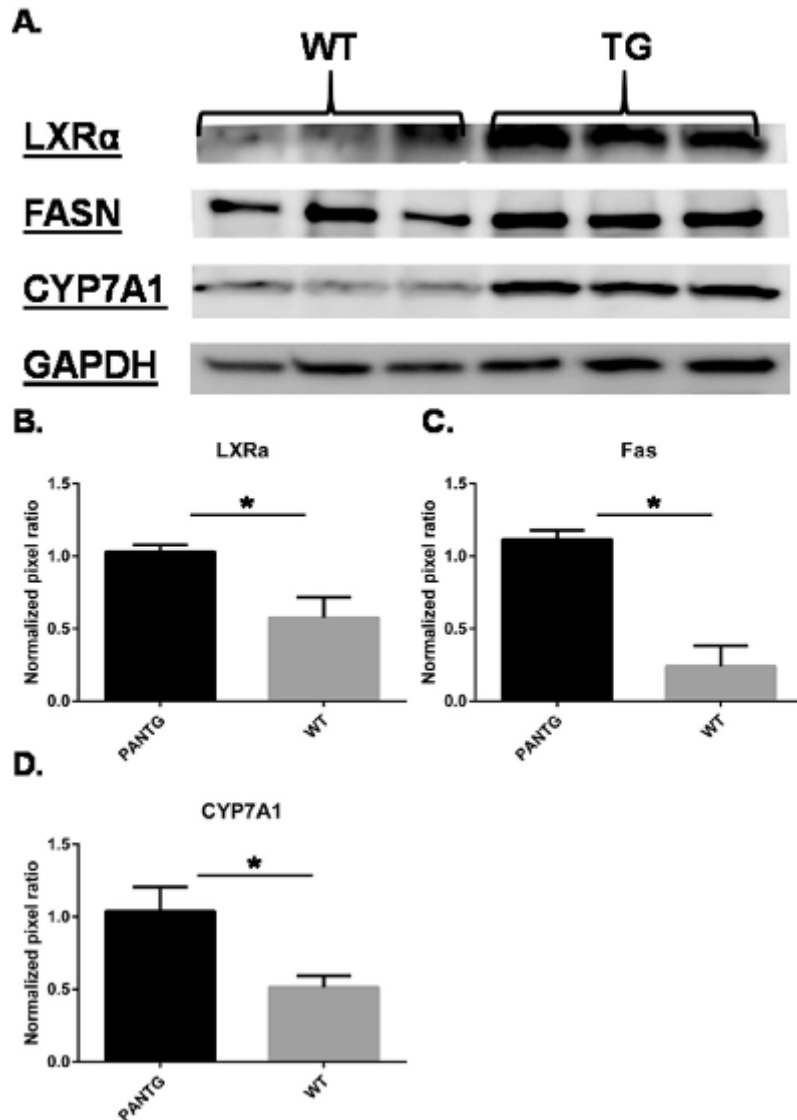 A.
WT TG
LXRα
FASN
CYP7A1
GAPDH
B.
LXRa
Normalized pixel ratio
1.5
1.0
0.5
0.0
*
PANTG WT
C.
Fas
Normalized pixel ratio
1.5
1.0
0.5
0.0
*
PANTG WT
D.
CYP7A1
Normalized pixel ratio
1.5
1.0
0.5
0.0
*
PANTG WT